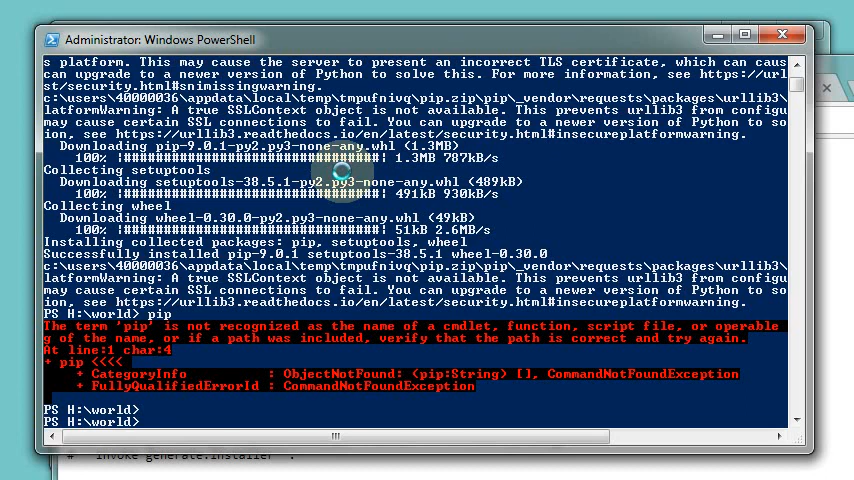 Administrator: Windows PowerShell
s platform. This may cause the server to present an incorrect TLS certificate, which can caus
can upgrade to a newer version of Python to solve this. For more information, see https://url
st/security.html#snimissingwarning.
c:\users\40000036\appdata\local\temp\tmpufnivq\pip.zip\pip\_vendor\requests\packages\urllib3\
latformWarning: A true SSLContext object is not available. This prevents urllib3 from configu
may cause certain SSL connections to fail. You can upgrade to a newer version of Python to so
ion, see https://urllib3.readthedocs.io/en/latest/security.html#insecureplatformwarning.
Downloading pip-9.0.1-py2.py3-none-any.whl (1.3MB)
100% |################################| 1.3MB 787kB/s
Collecting setuptools
Downloading setuptools-38.5.1-py2.py3-none-any.whl (489kB)
100% |################################| 491kB 930kB/s
Collecting wheel
Downloading wheel-0.30.0-py2.py3-none-any.whl (49kB)
100% |################################| 51kB 2.6MB/s
Installing collected packages: pip, setuptools, wheel
Successfully installed pip-9.0.1 setuptools-38.5.1 wheel-0.30.0
c:\users\40000036\appdata\local\temp\tmpufnivq\pip.zip\pip\_vendor\requests\packages\urllib3\
latformWarning: A true SSLContext object is not available. This prevents urllib3 from configu
may cause certain SSL connections to fail. You can upgrade to a newer version of Python to so
ion, see https://urllib3.readthedocs.io/en/latest/security.html#insecureplatformwarning.
PS H:\world> pip
The term 'pip' is not recognized as the name of a cmdlet, function, script file, or operable
g of the name, or if a path was included, verify that the path is correct and try again.
At line:1 char:4
+ pip <<<<
+ CategoryInfo : ObjectNotFound: (pip:String) [], CommandNotFoundException
+ FullyQualifiedErrorId : CommandNotFoundException
PS H:\world>
PS H:\world>
# "invoke generate.installer".